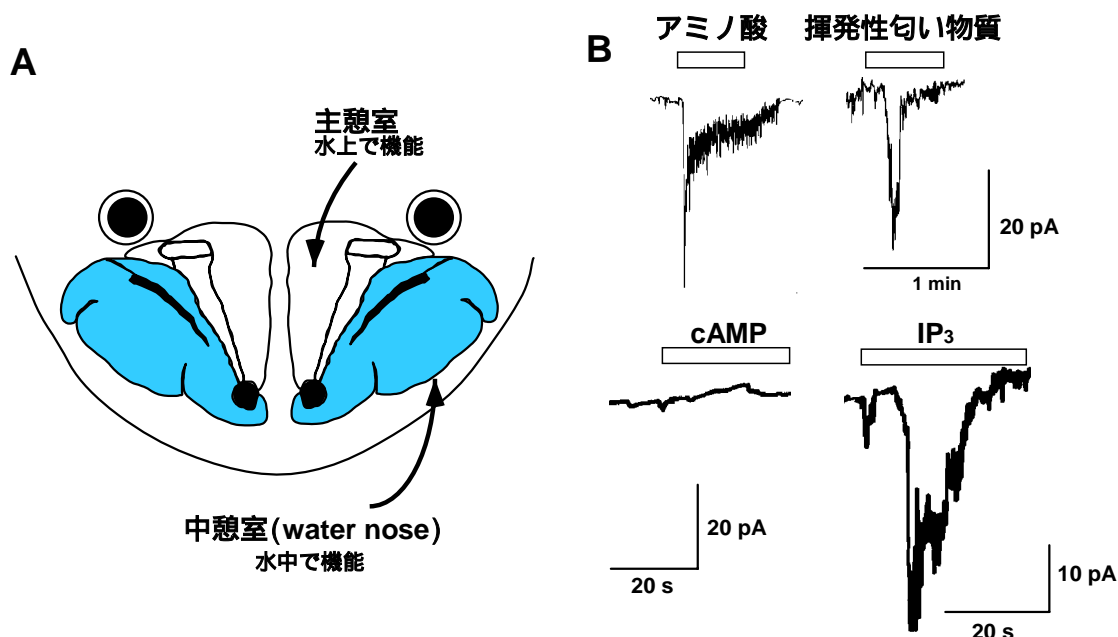 A
主憩室
水上で機能
中憩室(water nose)
水中で機能
B
アミノ酸
揮発性匂い物質
20 pA
1 min
cAMP
IP3
20 pA
20 s
10 pA
20 s